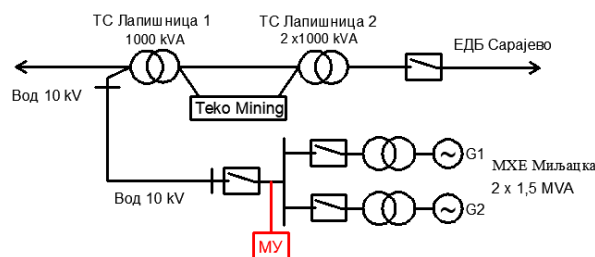 ТС Лапишница 1
1000 kVA
ТС Лапишница 2
2 x1000 kVA
ЕДБ Сарајево
Вод 10 kV
Teko Mining
G1
МХЕ Миљацка
2 x 1,5 MVA
Вод 10 kV
G2
МУ